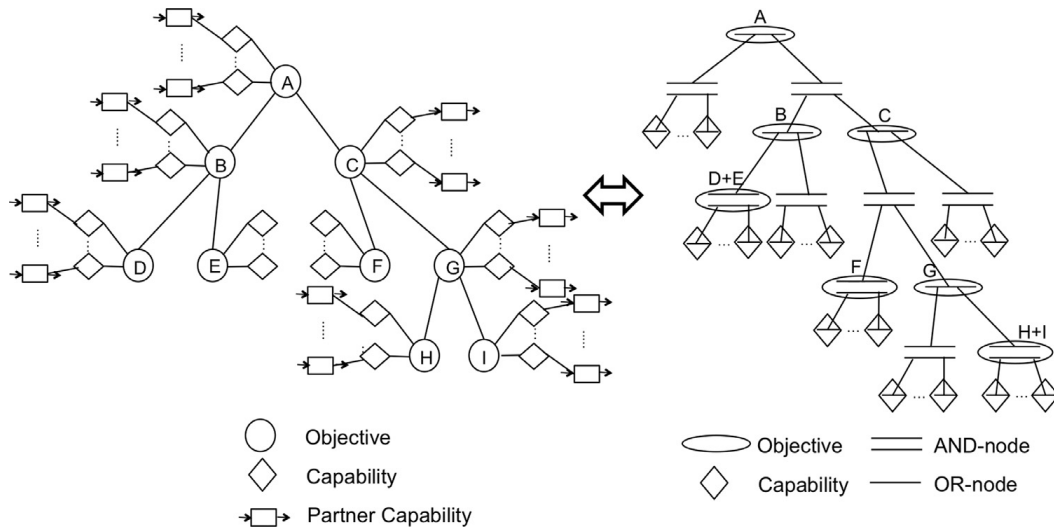 A
B
C
D
E
F
G
H
I
Objective
Capability
Partner Capability
A
B
C
D+E
F
G
H+I
Objective
AND-node
Capability
OR-node